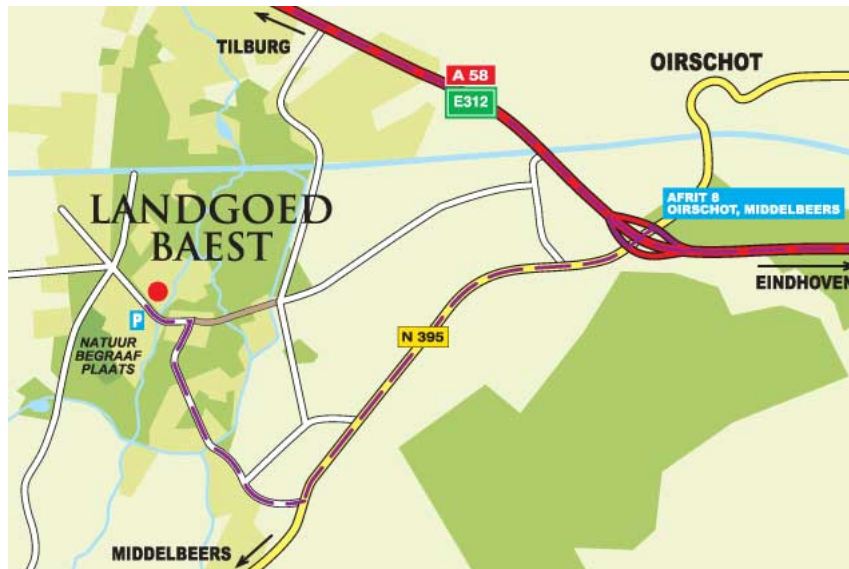 TILBURG
A 58
E312
OIRSCHOT
AFRIT 8
OIRSCHOT, MIDDELBEERS
LANDGOED
BAEST
EINDHOVEN
P
N 395
NATUUR
BEGRAAF
PLAATS
MIDDELBEERS